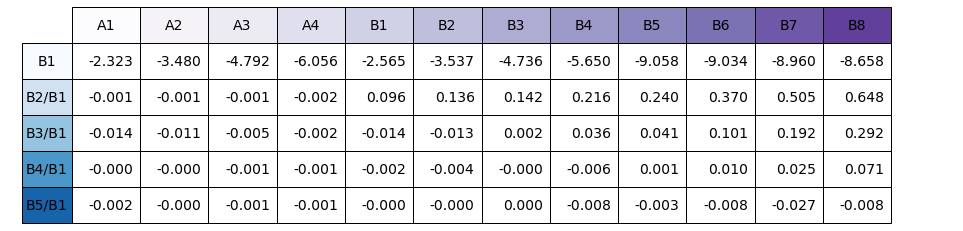 A1 A2 A3 A4 B1 B2 B3 B4 B5 B6 B7 B8
B1 -2.323 -3.480 -4.792 -6.056 -2.565 -3.537 -4.736 -5.650 -9.058 -9.034 -8.960 -8.658
B2/B1 -0.001 -0.001 -0.001 -0.002 0.096 0.136 0.142 0.216 0.240 0.370 0.505 0.648
B3/B1 -0.014 -0.011 -0.005 -0.002 -0.014 -0.013 0.002 0.036 0.041 0.101 0.192 0.292
B4/B1 -0.000 -0.000 -0.001 -0.001 -0.002 -0.004 -0.000 -0.006 0.001 0.010 0.025 0.071
B5/B1 -0.002 -0.000 -0.001 -0.001 -0.000 -0.000 0.000 -0.008 -0.003 -0.008 -0.027 -0.008